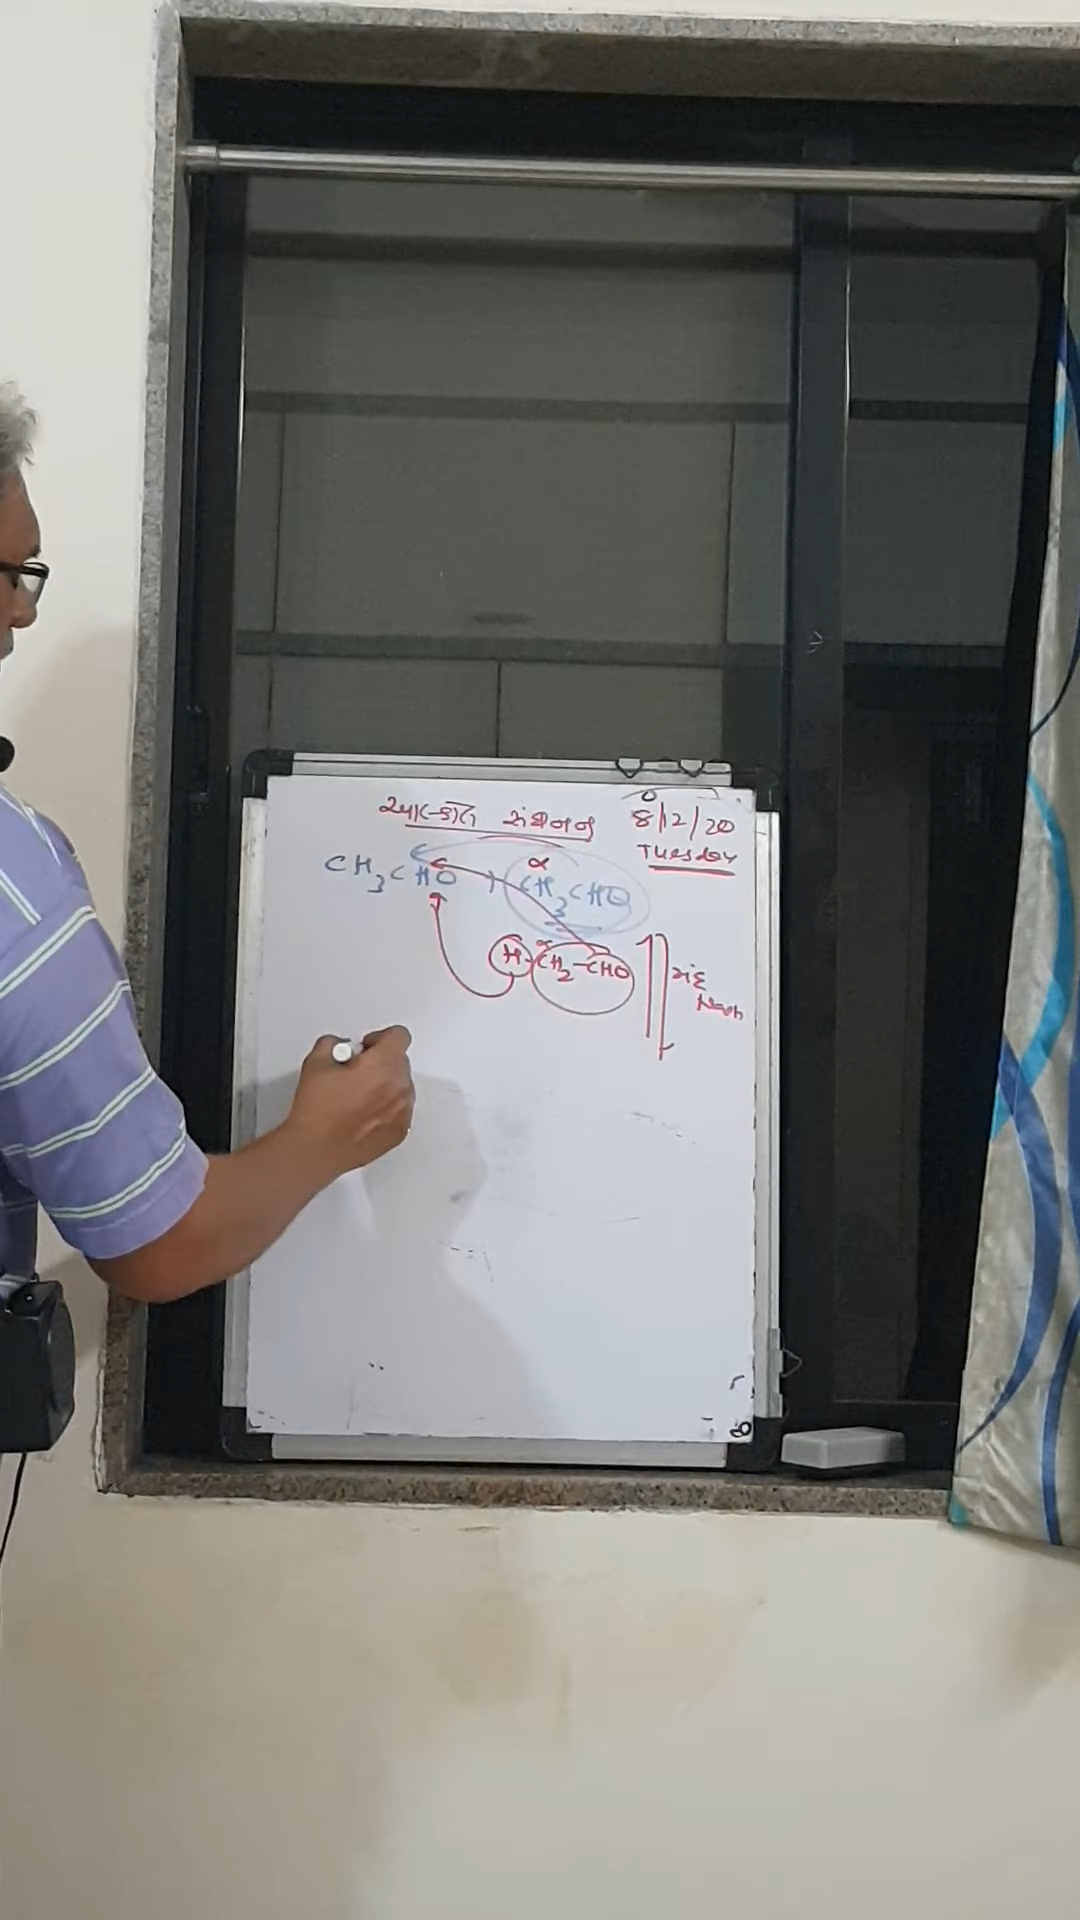 આલ્ડોલ સંઘનન 8/12/20
Tuesday
CH₃CHO + CH₃CHO
α
H-CH₂-CHO
α
મંદ
NaOH